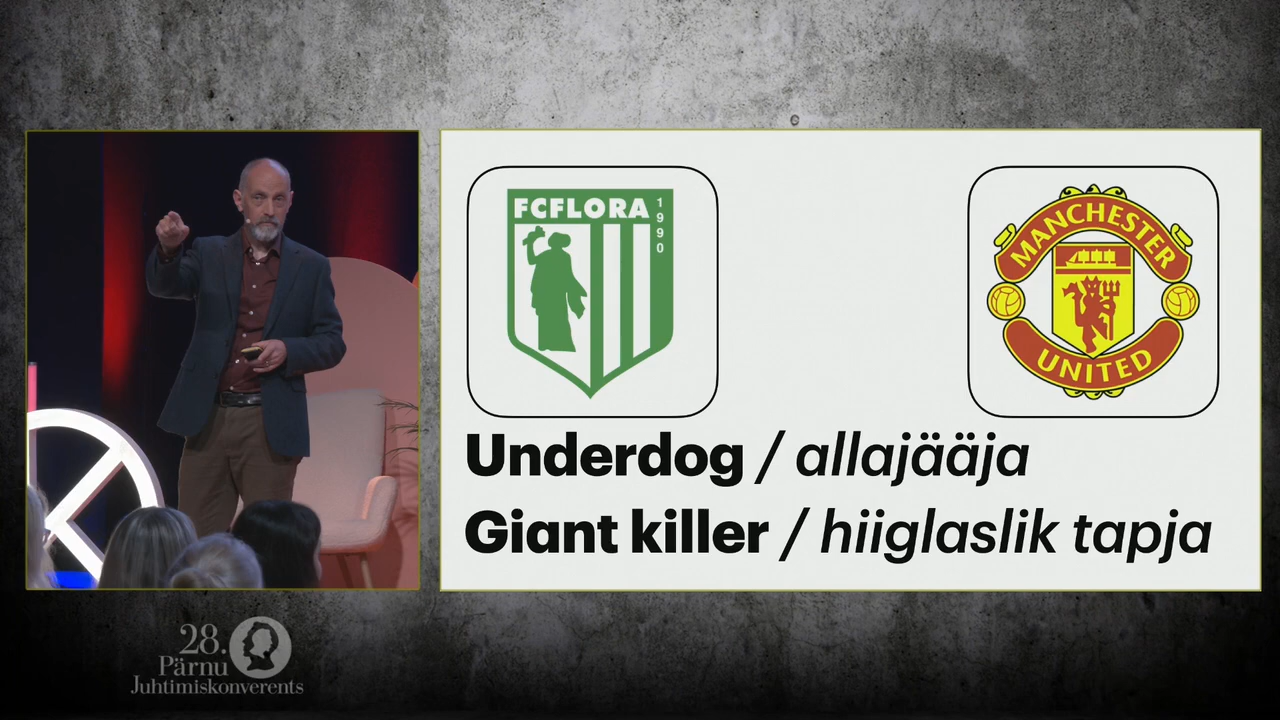 FCFLORA
1990
MANCHESTER
UNITED
Underdog / allajääja
Giant killer / hiiglaslik tapja
28.
Pärnu
Juhtimiskonverents